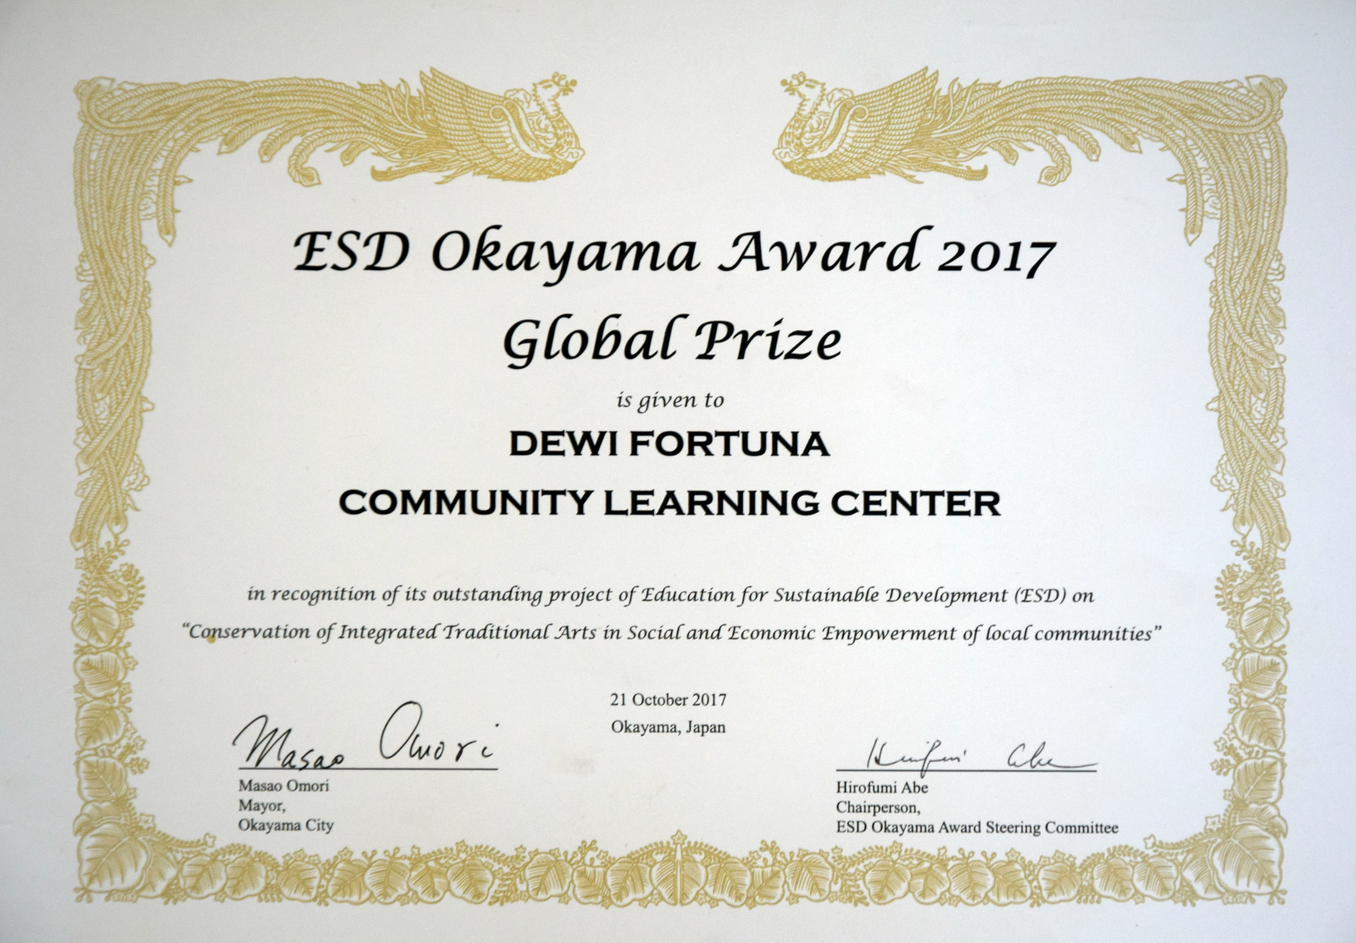 ESD Okayama Award 2017
Global Prize
is given to
DEWI FORTUNA
COMMUNITY LEARNING CENTER
in recognition of its outstanding project of Education for Sustainable Development (ESD) on
“Conservation of Integrated Traditional Arts in Social and Economic Empowerment of local communities”
21 October 2017
Okayama, Japan
Masao Omori
Masao Omori
Mayor,
Okayama City
Hirofumi Abe
Hirofumi Abe
Chairperson,
ESD Okayama Award Steering Committee